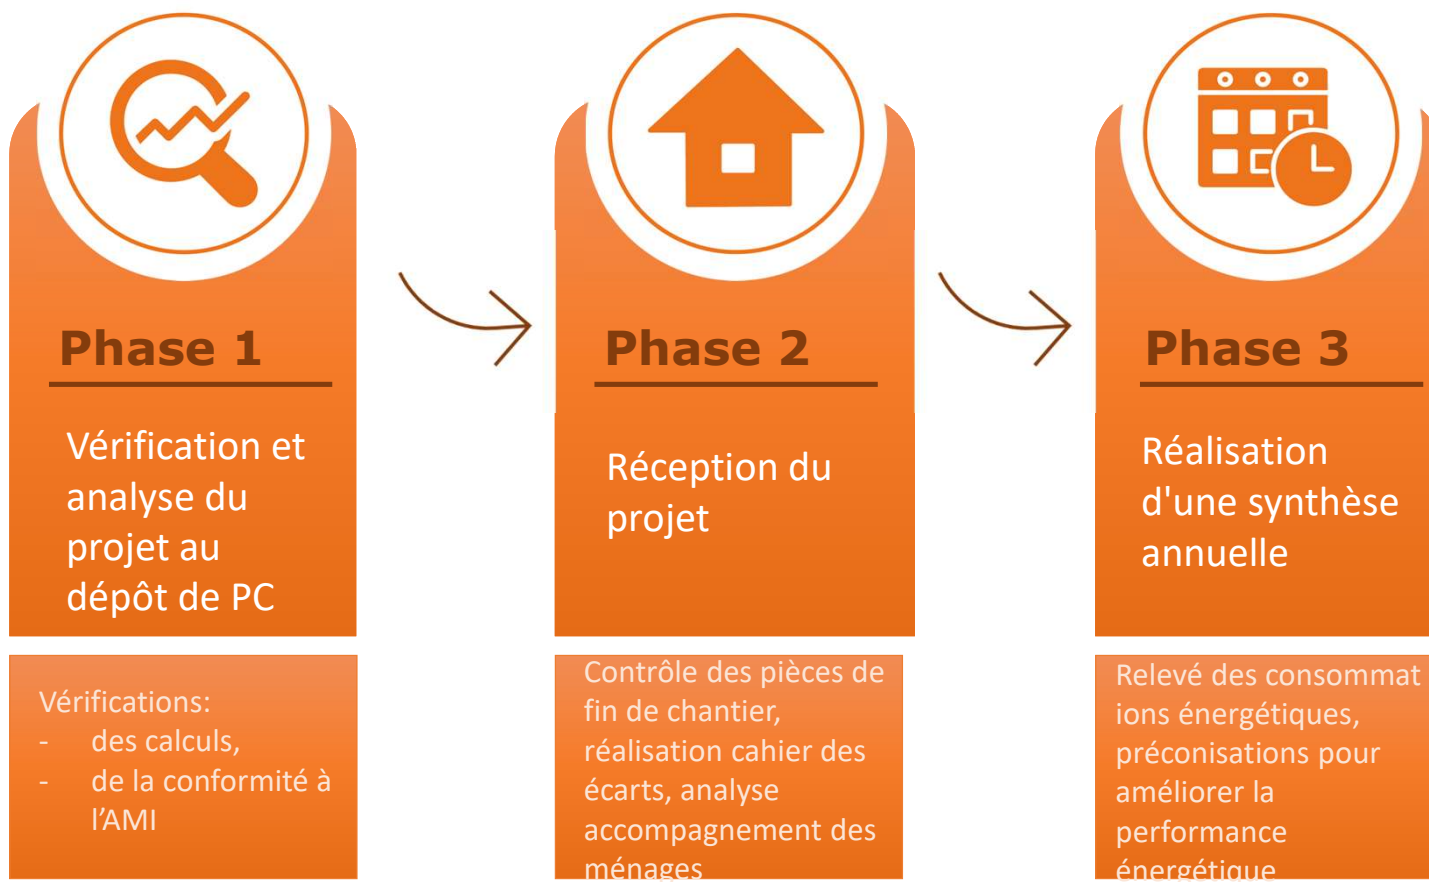 Phase 1
Vérification et
analyse du
projet au
dépôt de PC
Vérifications:
- des calculs,
- de la conformité à
l’AMI
Phase 2
Réception du
projet
Contrôle des pièces de
fin de chantier,
réalisation cahier des
écarts, analyse
accompagnement des
ménages
Phase 3
Réalisation
d'une synthèse
annuelle
Relevé des consommat
ions énergétiques,
préconisations pour
améliorer la
performance
énergétique